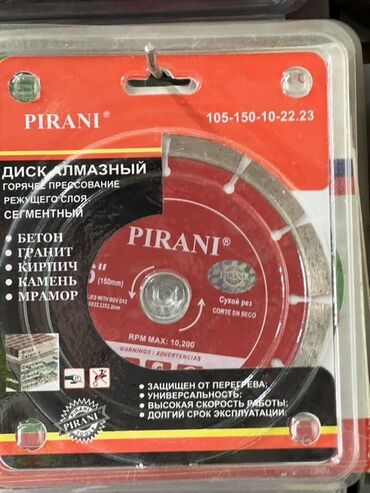 PIRANI®
105-150-10-22.23
ДИСК АЛМАЗНЫЙ
ГОРЯЧЕЕ ПРЕССОВАНИЕ
РЕЖУЩЕГО СЛОЯ
СЕГМЕНТНЫЙ
• БЕТОН
• ГРАНИТ
• КИРПИЧ
• КАМЕНЬ
• МРАМОР
PIRANI®
6"
(150mm)
PIRANI
Сухой рез
CORTE EN SECO
RPM MAX: 10,200
WARNINGS / ADVERTENCIAS
• ЗАЩИЩЕН ОТ ПЕРЕГРЕВА;
• УНИВЕРСАЛЬНОСТЬ;
• ВЫСОКАЯ СКОРОСТЬ РАБОТЫ;
• ДОЛГИЙ СРОК ЭКСПЛУАТАЦИИ.
PIRANI